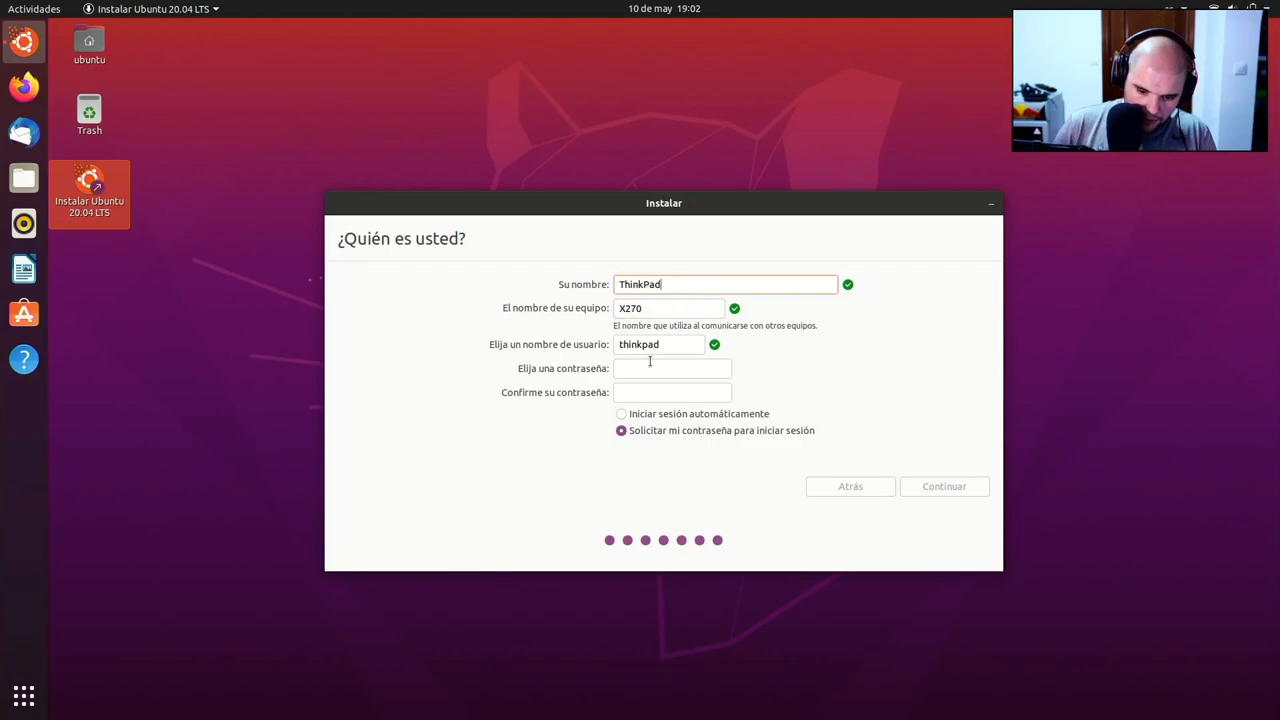 Actividades
Instalar Ubuntu 20.04 LTS
10 de may 19:02
ubuntu
Trash
Instalar Ubuntu
20.04 LTS
Instalar
¿Quién es usted?
Su nombre: ThinkPad
El nombre de su equipo: X270
El nombre que utiliza al comunicarse con otros equipos.
Elija un nombre de usuario: thinkpad
Elija una contraseña:
Confirme su contraseña:
Iniciar sesión automáticamente
Solicitar mi contraseña para iniciar sesión
Atrás
Continuar